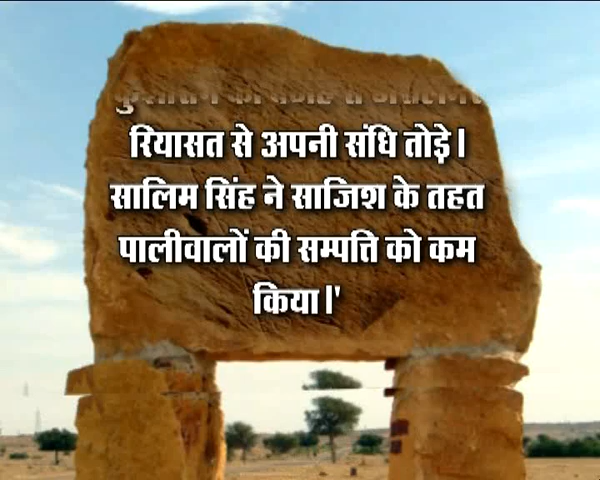 रियासत से अपनी संधि तोड़े।
सालिम सिंह ने साजिश के तहत
पालीवालों की सम्पत्ति को कम
किया।'